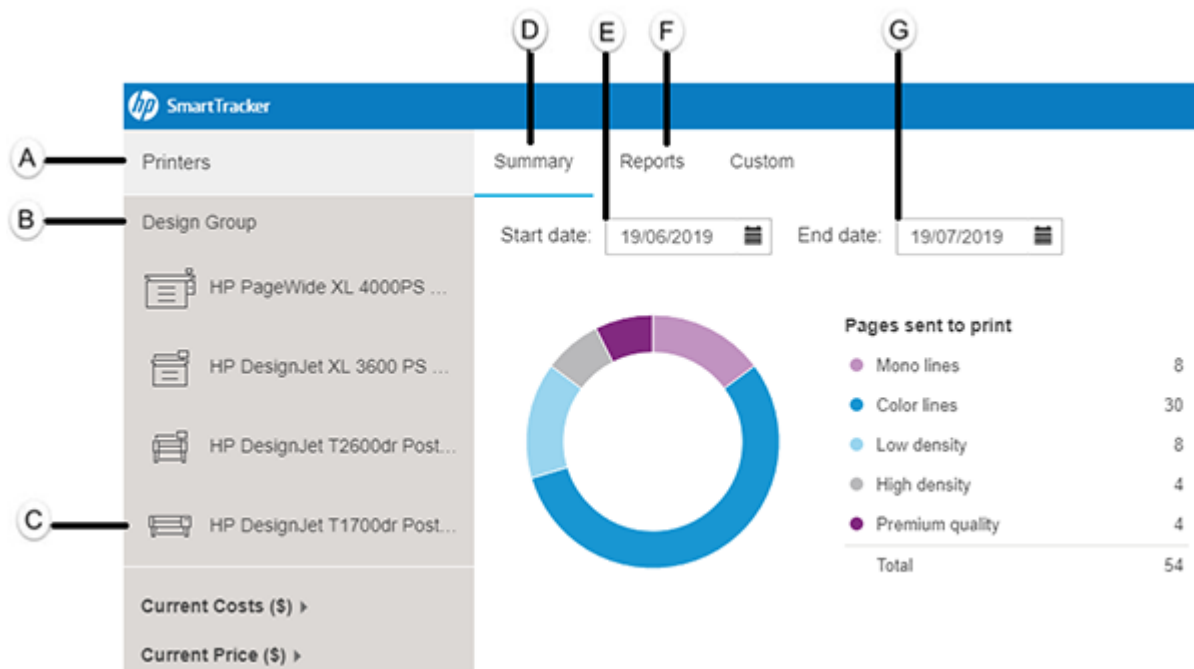 D E F G
hp SmartTracker
A Printers Summary Reports Custom
B Design Group
Start date: 19/06/2019 End date: 19/07/2019
HP PageWide XL 4000PS ...
Pages sent to print
HP DesignJet XL 3600 PS ... Mono lines 8
Color lines 30
HP DesignJet T2600dr Post... Low density 8
High density 4
C HP DesignJet T1700dr Post... Premium quality 4
Total 54
Current Costs ($)
Current Price ($)